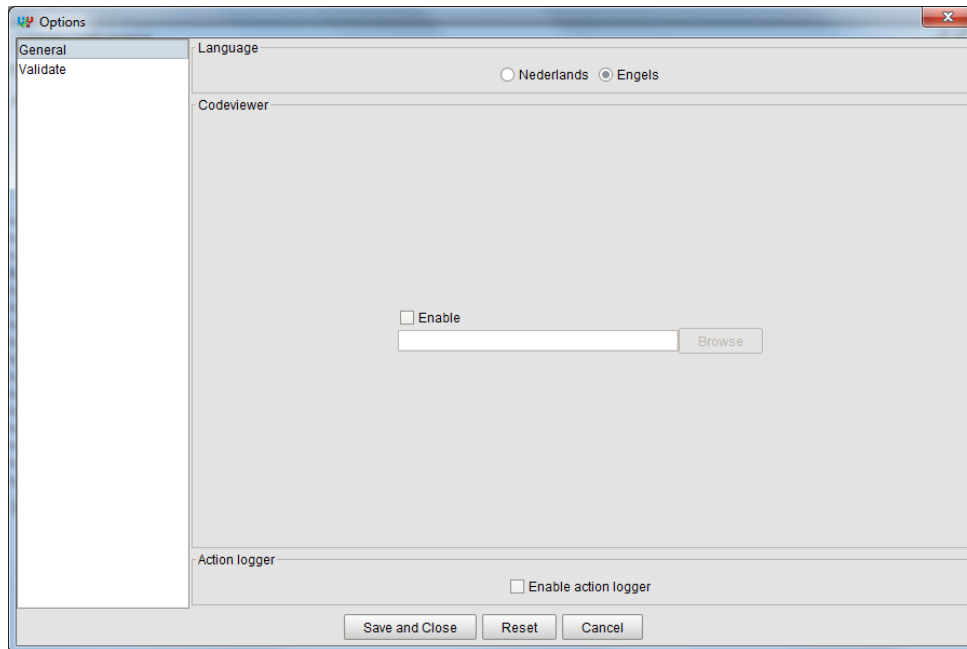 Options
General
Validate
Language
Nederlands Engels
Codeviewer
Enable
Browse
Action logger
Enable action logger
Save and Close Reset Cancel